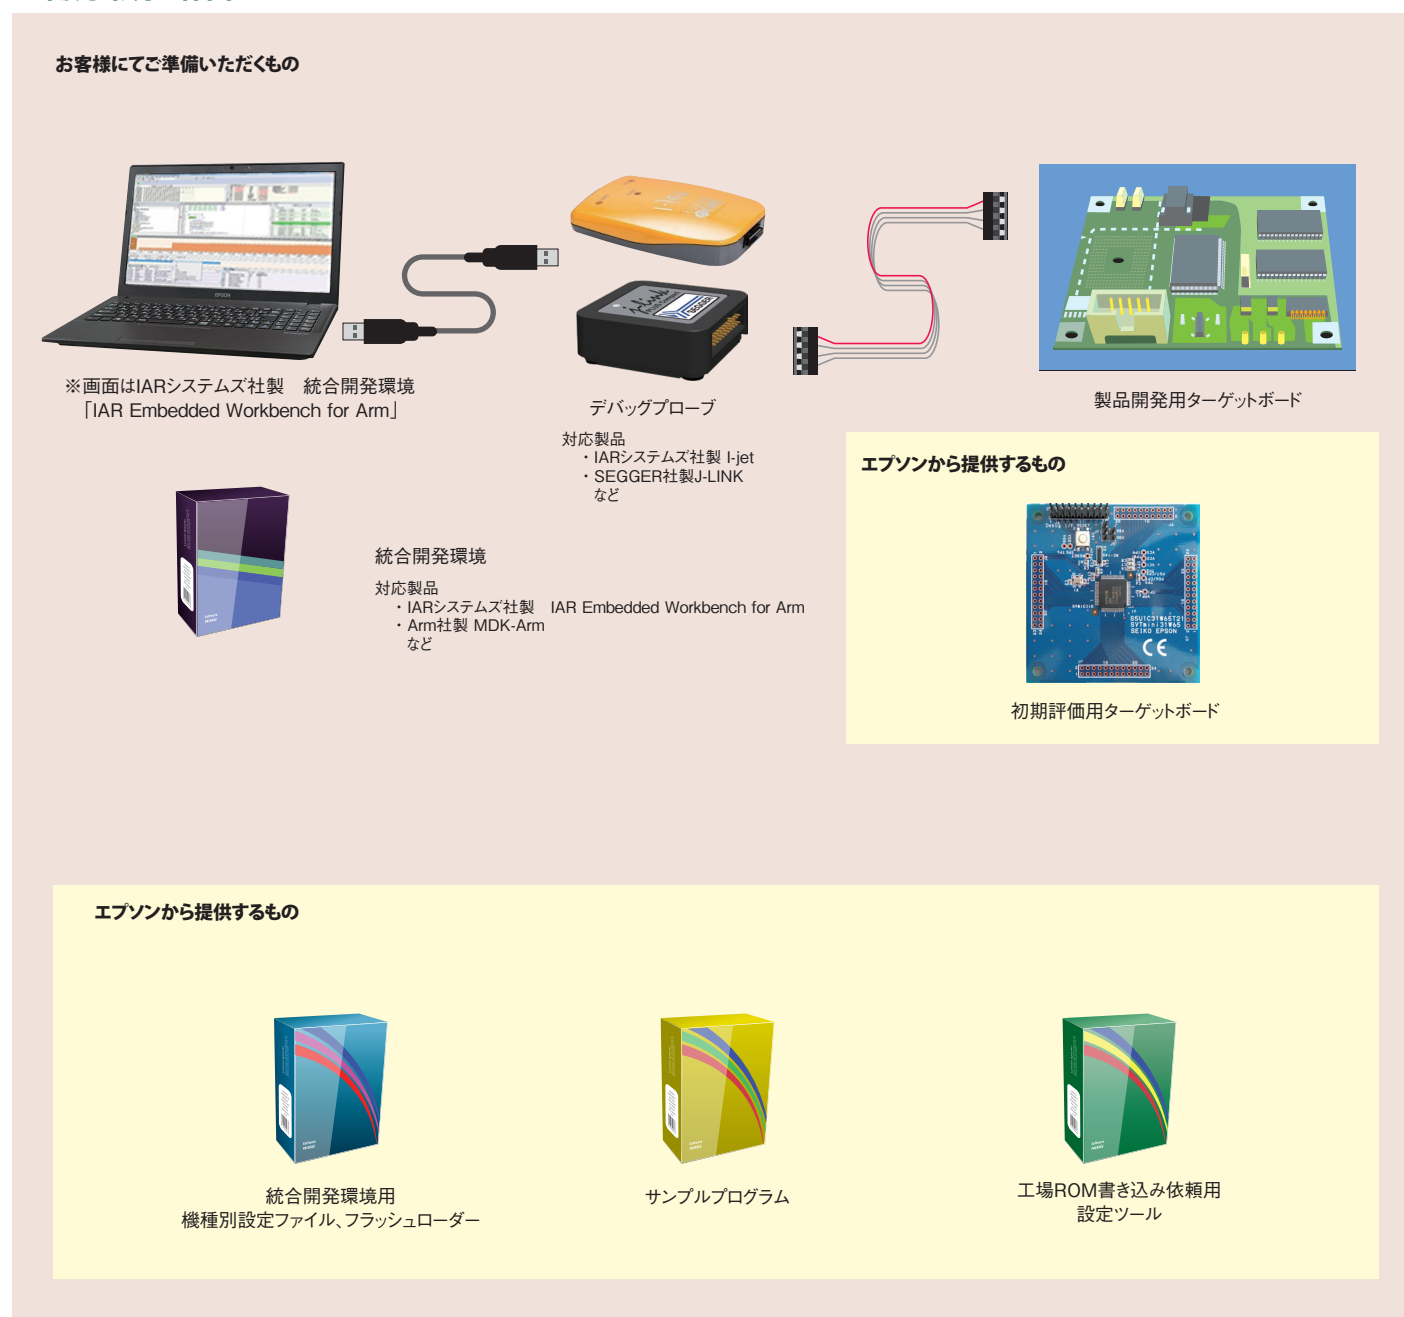 お客様にてご準備いただくもの
EPSON
SEGGER
※画面はIARシステムズ社製　統合開発環境
「IAR Embedded Workbench for Arm」
デバッグプローブ
対応製品
・IARシステムズ社製 I-jet
・SEGGER社製J-LINK
など
製品開発用ターゲットボード
統合開発環境
対応製品
・IARシステムズ社製　IAR Embedded Workbench for Arm
・Arm社製 MDK-Arm
など
エプソンから提供するもの
S5U1C31W65T21
SVTmini31W65
SEIKO EPSON
CE
初期評価用ターゲットボード
エプソンから提供するもの
統合開発環境用
機種別設定ファイル、フラッシュローダー
サンプルプログラム
工場ROM書き込み依頼用
設定ツール